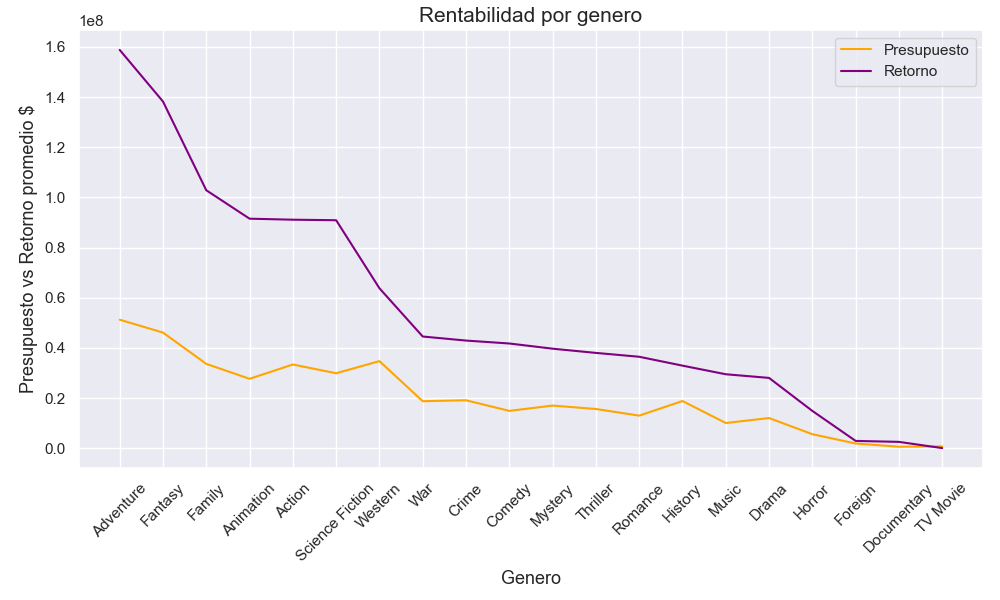 Rentabilidad por genero
1e8
Presupuesto
Retorno
Presupuesto vs Retorno promedio $
1.6
1.4
1.2
1.0
0.8
0.6
0.4
0.2
0.0
Adventure
Fantasy
Family
Animation
Action
Science Fiction
Western
War
Crime
Comedy
Mystery
Thriller
Romance
History
Music
Drama
Horror
Foreign
Documentary
TV Movie
Genero